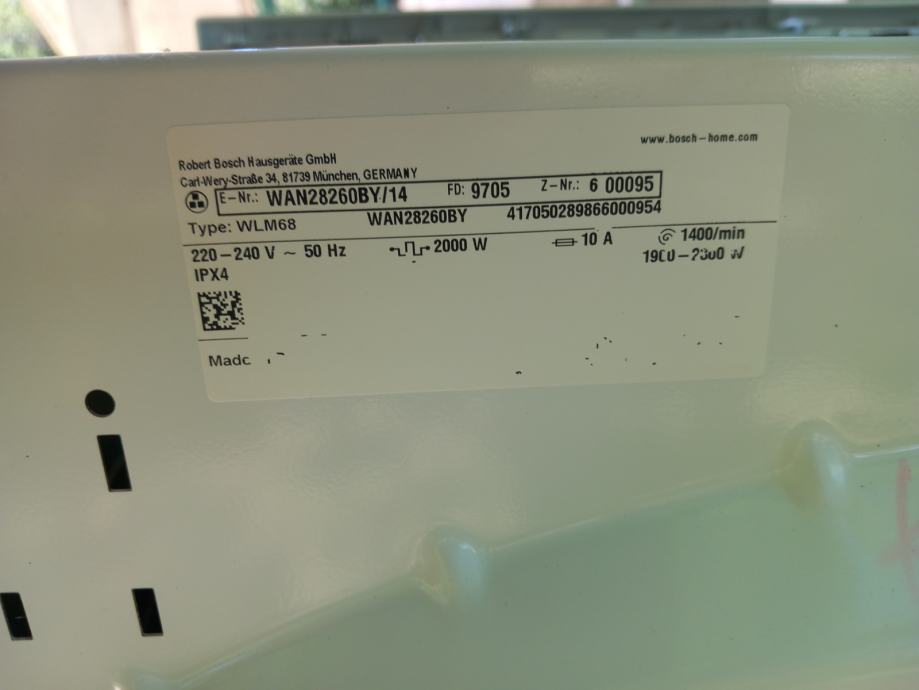 www.bosch-home.com
Robert Bosch Hausgeräte GmbH
Carl-Wery-Straße 34, 81739 München, GERMANY
E-Nr.: WAN28260BY/14 FD: 9705 Z-Nr.: 6 00095
Type: WLM68 WAN28260BY 417050289866000954
220-240 V ~ 50 Hz 2000 W 10 A 1400/min
IPX4